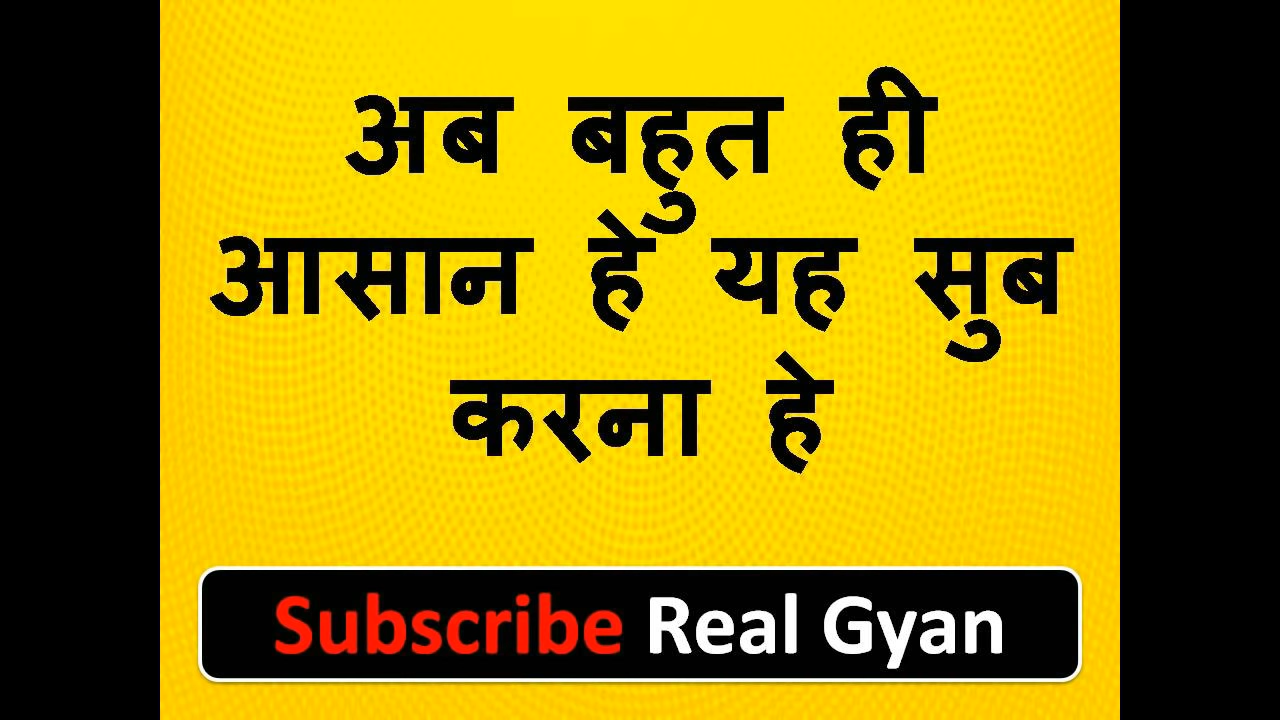 अब बहुत ही
आसान हे यह सुब
करना हे
Subscribe Real Gyan